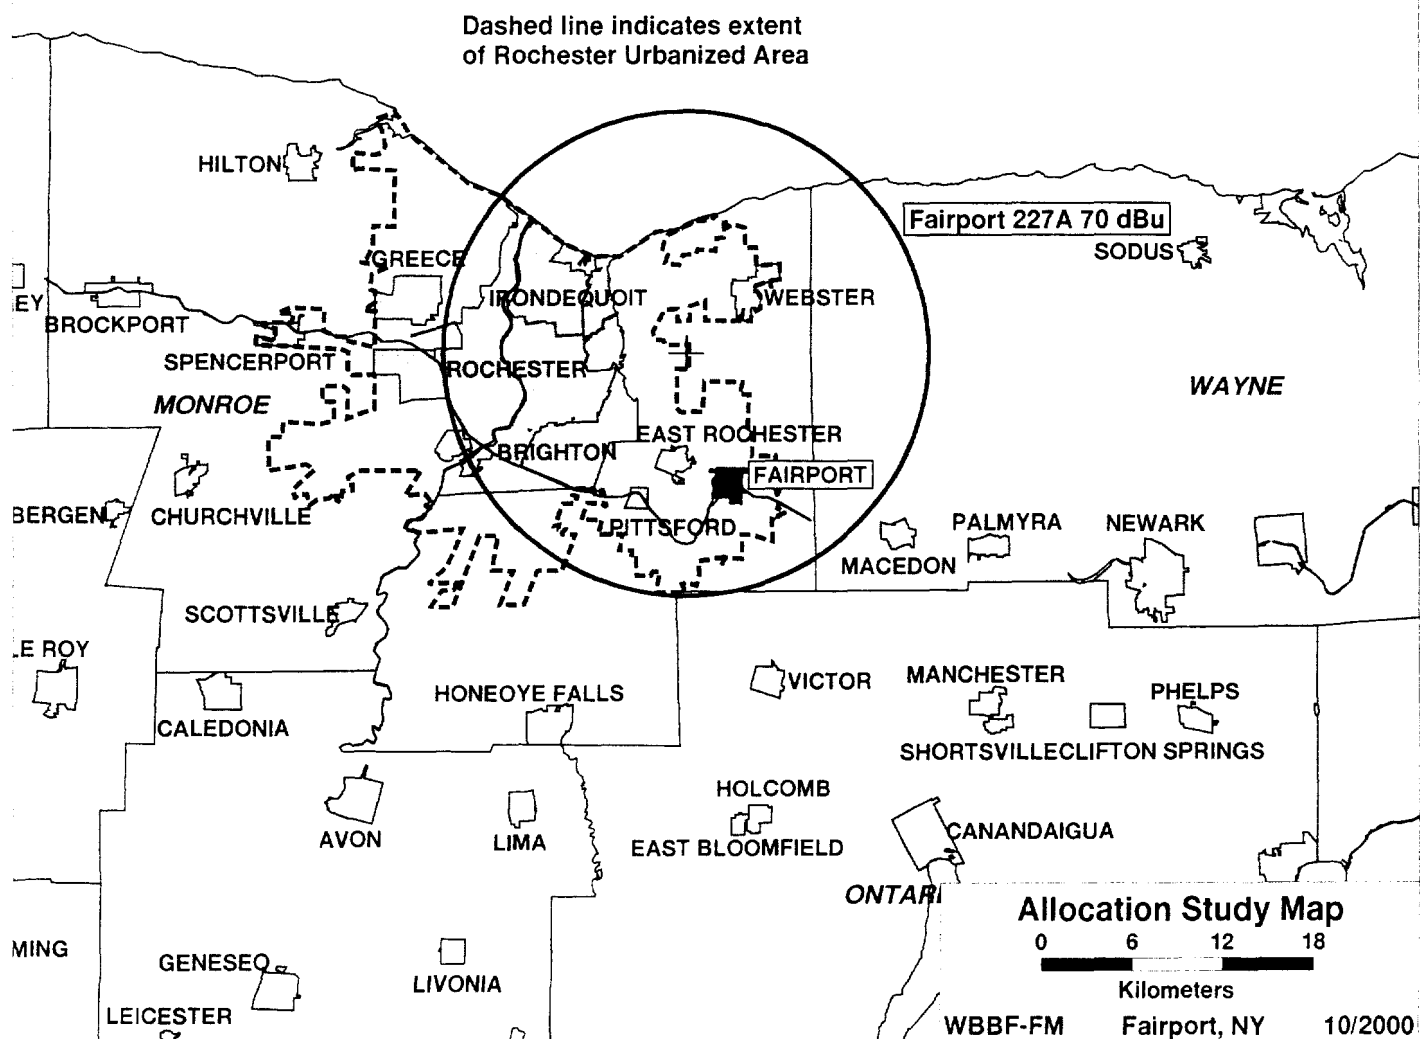 Dashed line indicates extent
of Rochester Urbanized Area
HILTON
Fairport 227A 70 dBu
SODUS
GREECE
IRONDEQUOIT
WEBSTER
EY
BROCKPORT
SPENCERPORT
ROCHESTER
MONROE
WAYNE
EAST ROCHESTER
BRIGHTON
FAIRPORT
BERGEN
CHURCHVILLE
PITTSFORD
PALMYRA
NEWARK
MACEDON
SCOTTSVILLE
LE ROY
HONEOYE FALLS
VICTOR
MANCHESTER
PHELPS
CALEDONIA
SHORTSVILLE
CLIFTON SPRINGS
HOLCOMB
AVON
LIMA
EAST BLOOMFIELD
CANANDAIGUA
ONTARI
Allocation Study Map
0 6 12 18
Kilometers
MING
GENESEO
LIVONIA
LEICESTER
WBBF-FM Fairport, NY 10/2000